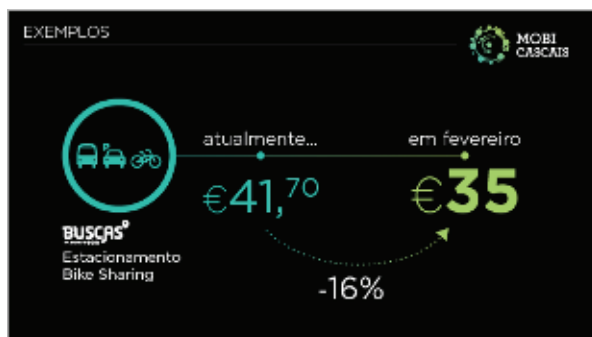 EXEMPLOS
MOBI
CASCAIS
atualmente...
em fevereiro
€41,70
€35
BUSCAS
Estacionamento
Bike Sharing
-16%